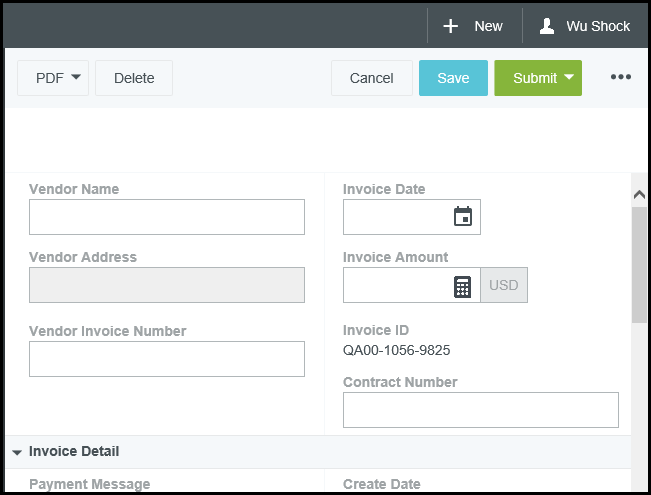 New
Wu Shock
PDF
Delete
Cancel
Save
Submit
Vendor Name
Invoice Date
Vendor Address
Invoice Amount
USD
Vendor Invoice Number
Invoice ID
QA00-1056-9825
Contract Number
Invoice Detail
Payment Message
Create Date